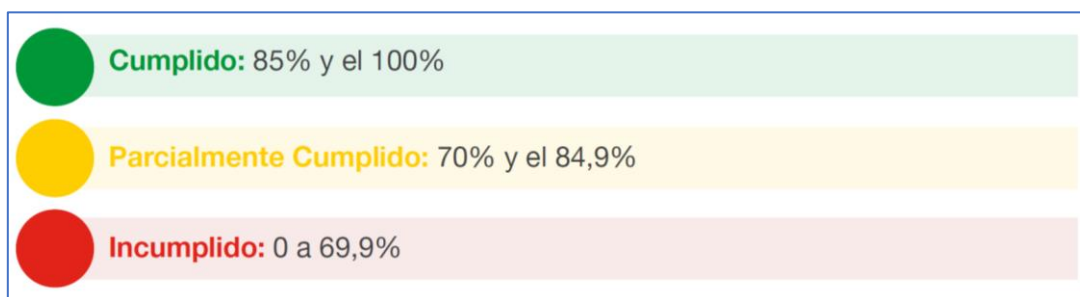 Cumplido: 85% y el 100%
Parcialmente Cumplido: 70% y el 84,9%
Incumplido: 0 a 69,9%